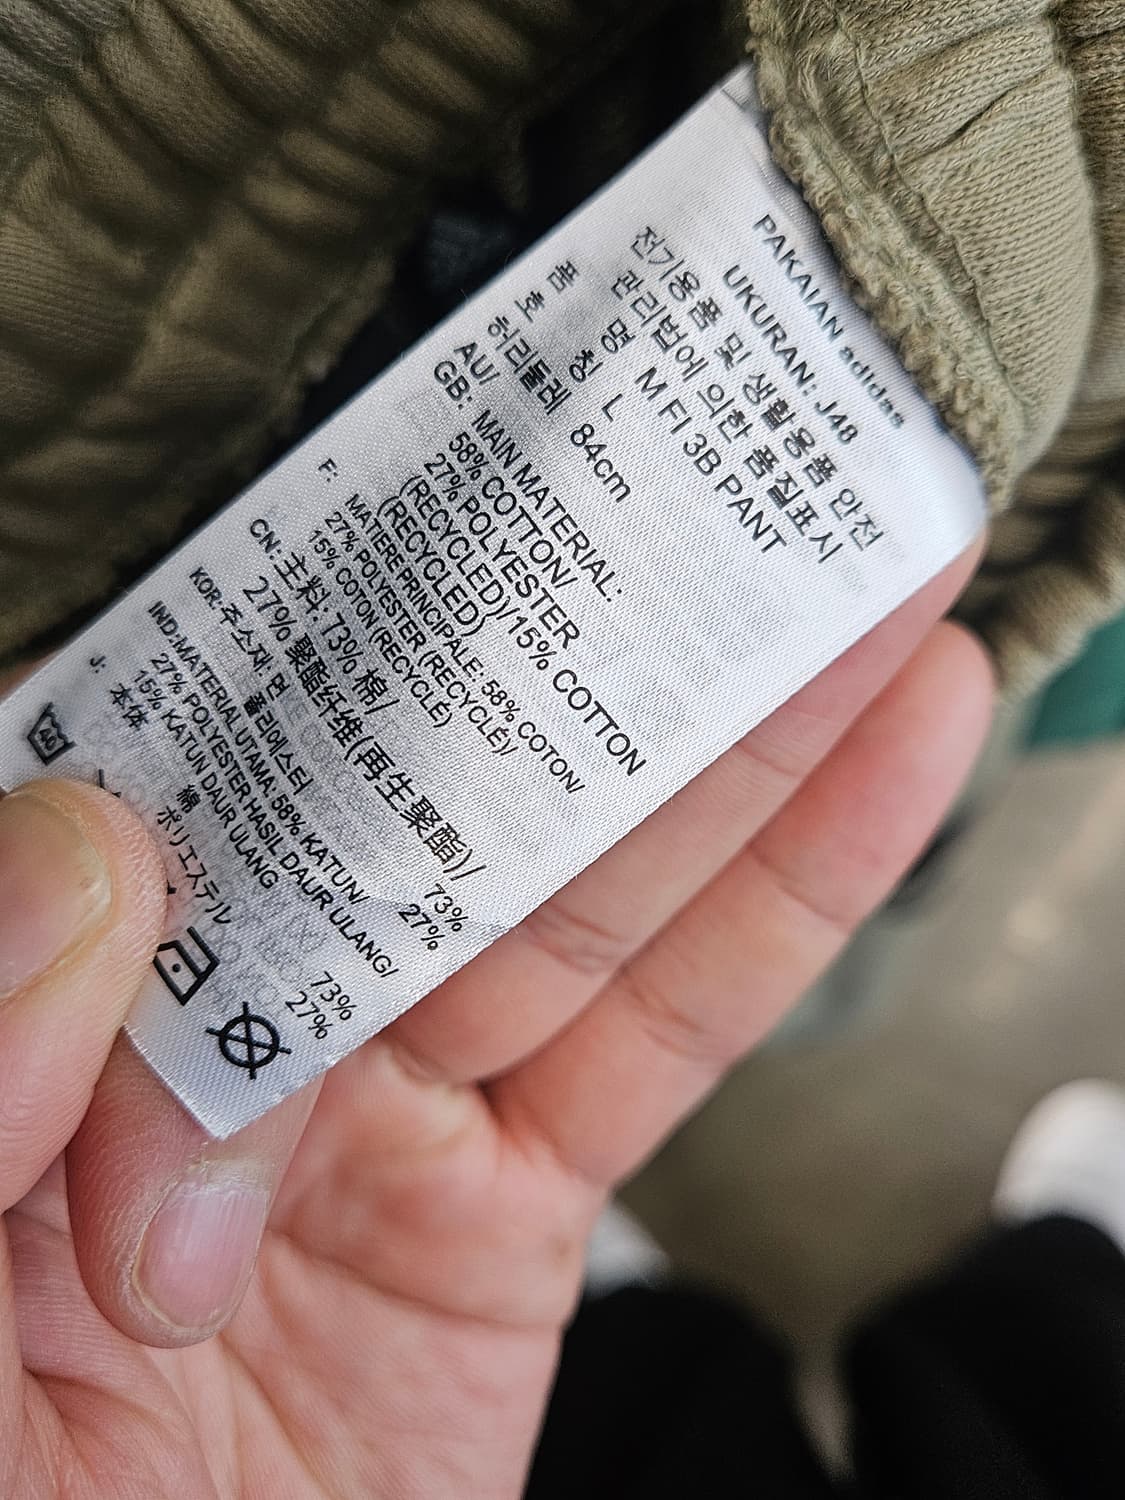 PAKAIAN adidas
UKURAN: J48
전기용품 및 생활용품 안전
관리법에 의한 품질표시
품 명 M FI 3B PANT
호 칭 L
허리둘레 84cm
AU/
GB: MAIN MATERIAL:
58% COTTON/
27% POLYESTER
(RECYCLED)/15% COTTON
(RECYCLED)
F: MATIERE PRINCIPALE: 58% COTON/
27% POLYESTER (RECYCLÉ)/
15% COTON (RECYCLÉ)
CN: 主料: 73% 棉/
27% 聚酯纤维(再生聚酯)/
KOR: 주소재: 면 73%
폴리에스터 27%
IND:MATERIAL UTAMA: 58% KATUN/
27% POLYESTER HASIL DAUR ULANG/
15% KATUN DAUR ULANG
J: 本体 綿 73%
ポリエステル 27%
40